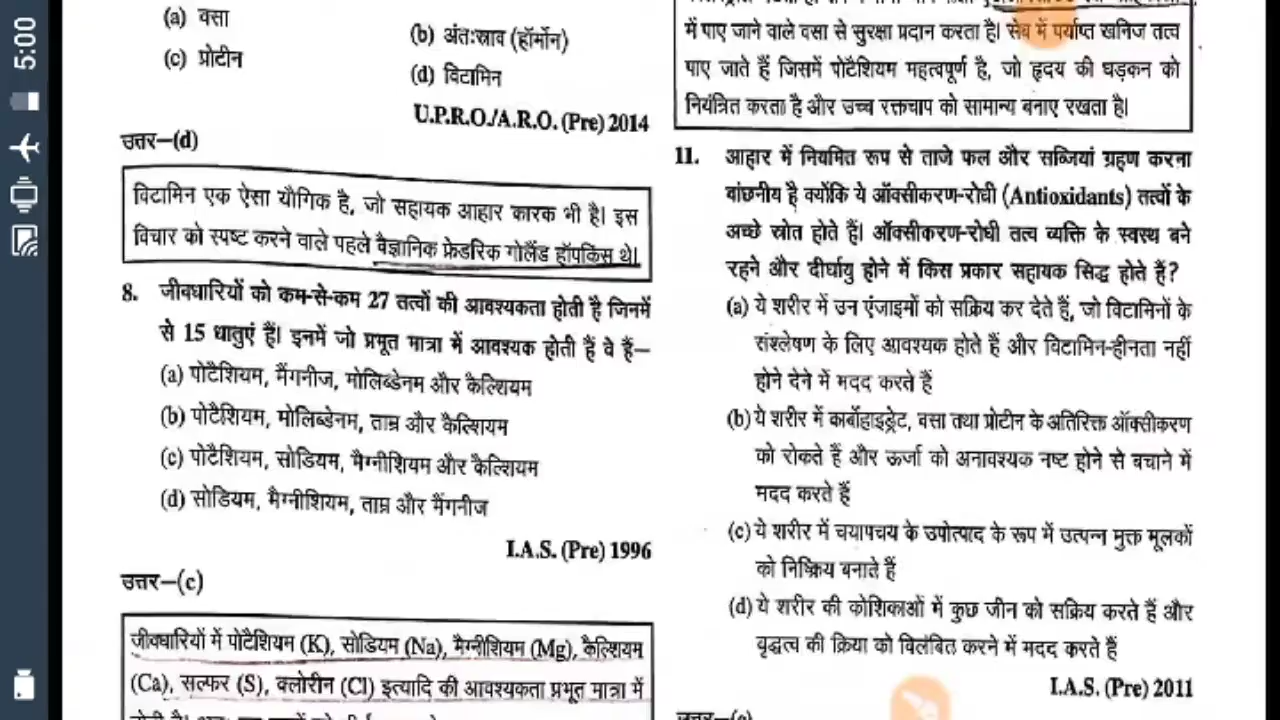 5:00
(a) वसा
(b) अंतःस्राव (हॉर्मोन)
(c) प्रोटीन
(d) विटामिन
U.P.R.O./A.R.O. (Pre) 2014
उत्तर—(d)
विटामिन एक ऐसा यौगिक है, जो सहायक आहार कारक भी है। इस
विचार को स्पष्ट करने वाले पहले वैज्ञानिक फ्रेडरिक गोलैंड हॉपकिंस थे।
8. जीवधारियों को कम-से-कम 27 तत्वों की आवश्यकता होती है जिनमें
से 15 धातुएं हैं। इनमें जो प्रभूत मात्रा में आवश्यक होती हैं वे हैं—
(a) पोटैशियम, मैंगनीज, मोलिब्डेनम और कैल्शियम
(b) पोटैशियम, मोलिब्डेनम, ताम्र और कैल्शियम
(c) पोटैशियम, सोडियम, मैग्नीशियम और कैल्शियम
(d) सोडियम, मैग्नीशियम, ताम्र और मैंगनीज
I.A.S. (Pre) 1996
उत्तर—(c)
जीवधारियों में पोटैशियम (K), सोडियम (Na), मैग्नीशियम (Mg), कैल्शियम
(Ca), सल्फर (S), क्लोरीन (Cl) इत्यादि की आवश्यकता प्रभूत मात्रा में
में पाए जाने वाले वसा से सुरक्षा प्रदान करता है। सेब में पर्याप्त खनिज तत्व
पाए जाते हैं जिसमें पोटैशियम महत्वपूर्ण है, जो हृदय की धड़कन को
नियंत्रित करता है और उच्च रक्तचाप को सामान्य बनाए रखता है।
11. आहार में नियमित रूप से ताजे फल और सब्जियां ग्रहण करना
वांछनीय है क्योंकि ये ऑक्सीकरण-रोधी (Antioxidants) तत्वों के
अच्छे स्रोत होते हैं। ऑक्सीकरण-रोधी तत्व व्यक्ति के स्वस्थ बने
रहने और दीर्घायु होने में किस प्रकार सहायक सिद्ध होते हैं?
(a) ये शरीर में उन एंजाइमों को सक्रिय कर देते हैं, जो विटामिनों के
संश्लेषण के लिए आवश्यक होते हैं और विटामिन-हीनता नहीं
होने देने में मदद करते हैं
(b) ये शरीर में कार्बोहाइड्रेट, वसा तथा प्रोटीन के अतिरिक्त ऑक्सीकरण
को रोकते हैं और ऊर्जा को अनावश्यक नष्ट होने से बचाने में
मदद करते हैं
(c) ये शरीर में चयापचय के उपोत्पाद के रूप में उत्पन्न मुक्त मूलकों
को निष्क्रिय बनाते हैं
(d) ये शरीर की कोशिकाओं में कुछ जीन को सक्रिय करते हैं और
वृद्धत्व की क्रिया को विलंबित करने में मदद करते हैं
I.A.S. (Pre) 2011